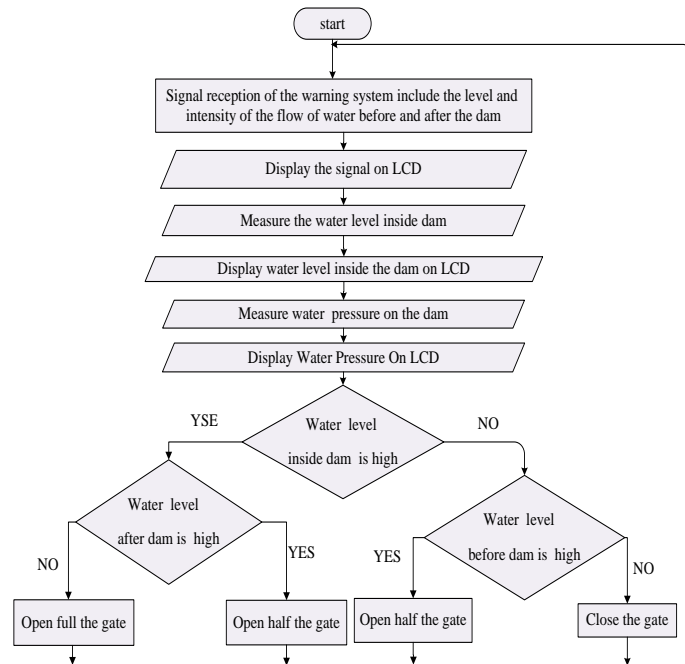 start
Signal reception of the warning system include the level and
intensity of the flow of water before and after the dam
Display the signal on LCD
Measure the water level inside dam
Display water level inside the dam on LCD
Measure water pressure on the dam
Display Water Pressure On LCD
Water level
inside dam is high
YSE
NO
Water level
after dam is high
Water level
before dam is high
NO
YES
YES
NO
Open full the gate
Open half the gate
Open half the gate
Close the gate